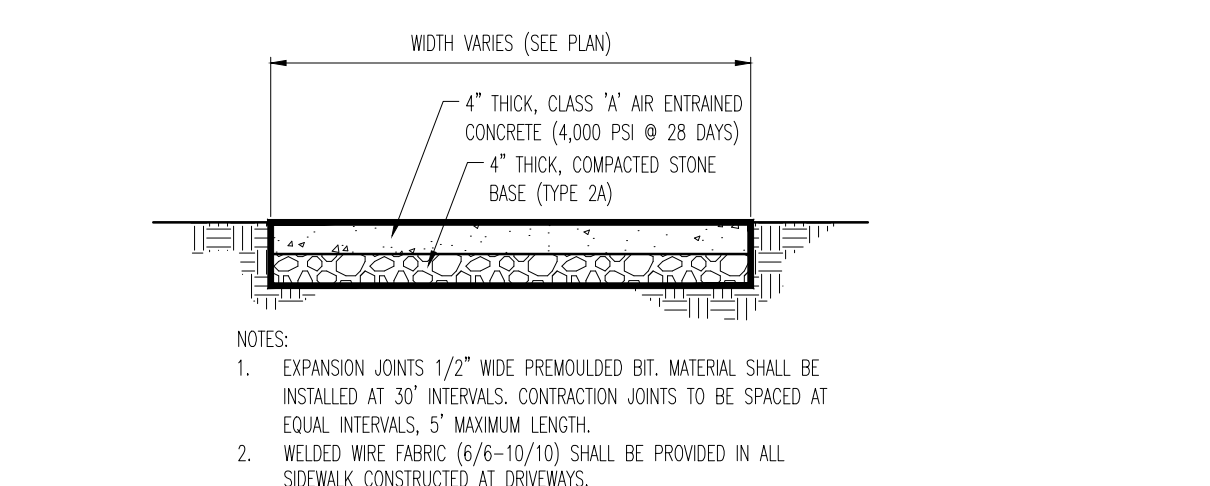 WIDTH VARIES (SEE PLAN)
4" THICK, CLASS 'A' AIR ENTRAINED
CONCRETE (4,000 PSI @ 28 DAYS)
4" THICK, COMPACTED STONE
BASE (TYPE 2A)
NOTES:
1. EXPANSION JOINTS 1/2" WIDE PREMOULDED BIT. MATERIAL SHALL BE
INSTALLED AT 30' INTERVALS. CONTRACTION JOINTS TO BE SPACED AT
EQUAL INTERVALS, 5' MAXIMUM LENGTH.
2. WELDED WIRE FABRIC (6/6-10/10) SHALL BE PROVIDED IN ALL
SIDEWALK CONSTRUCTED AT DRIVEWAYS.